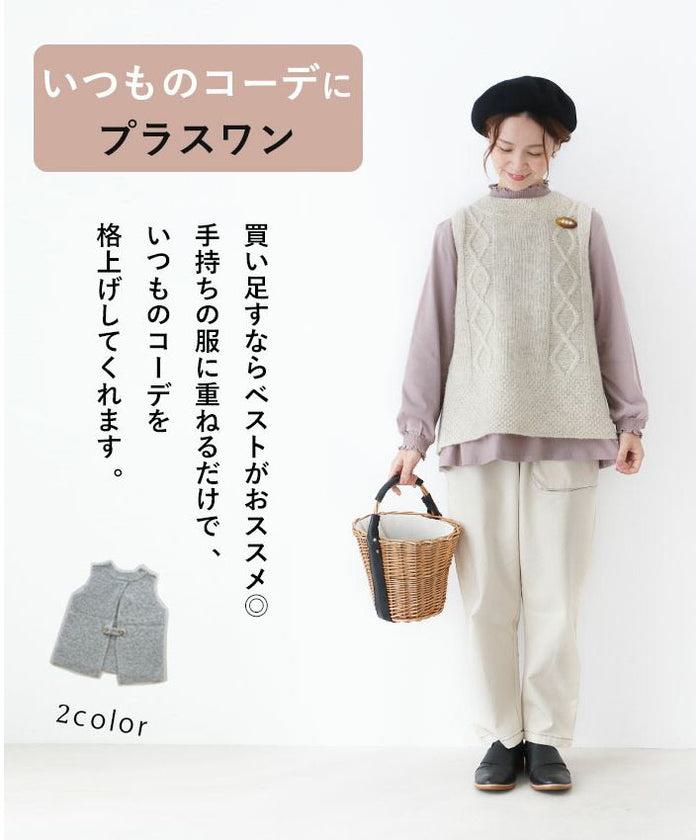 いつものコーデに
プラスワン
買い足すならベストがおススメ◎
手持ちの服に重ねるだけで、
いつものコーデを
格上げしてくれます。
2color